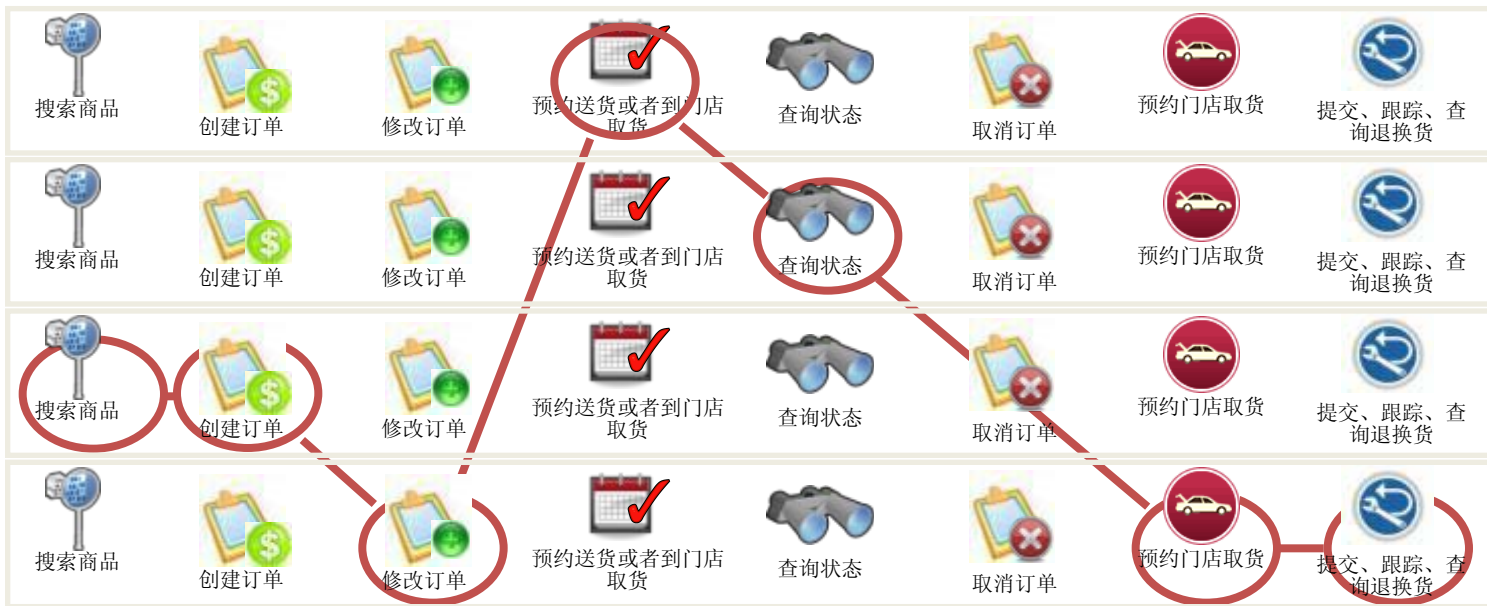 搜索商品
创建订单
修改订单
预约送货或者到门店
取货
查询状态
取消订单
预约门店取货
提交、跟踪、查
询退换货
搜索商品
创建订单
修改订单
预约送货或者到门店
取货
查询状态
取消订单
预约门店取货
提交、跟踪、查
询退换货
搜索商品
创建订单
修改订单
预约送货或者到门店
取货
查询状态
取消订单
预约门店取货
提交、跟踪、查
询退换货
搜索商品
创建订单
修改订单
预约送货或者到门店
取货
查询状态
取消订单
预约门店取货
提交、跟踪、查
询退换货